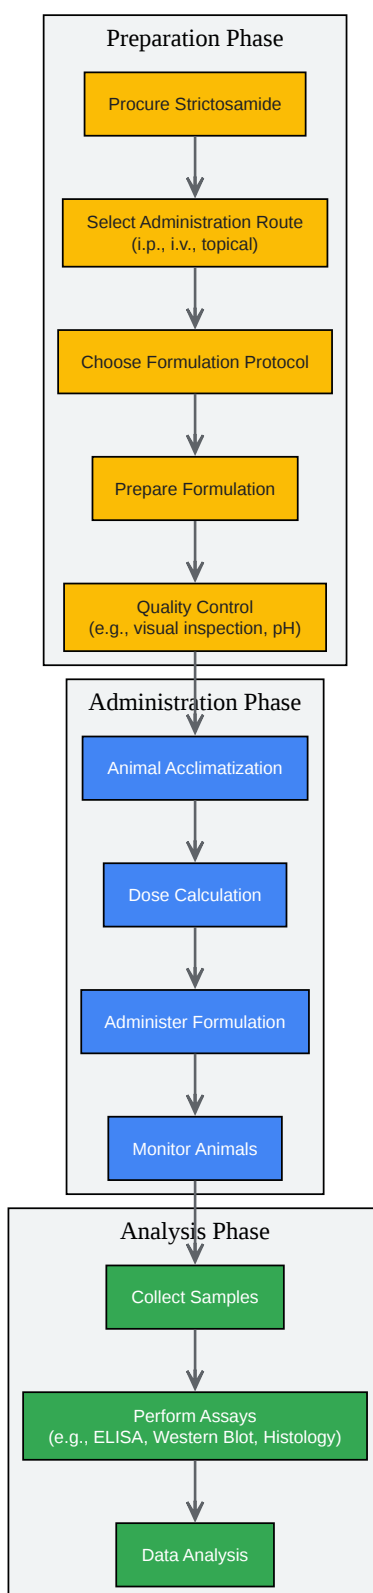 Preparation Phase
Procure Strictosamide
Select Administration Route
(i.p., i.v., topical)
Choose Formulation Protocol
Prepare Formulation
Quality Control
(e.g., visual inspection, pH)
Administration Phase
Animal Acclimatization
Dose Calculation
Administer Formulation
Monitor Animals
Analysis Phase
Collect Samples
Perform Assays
(e.g., ELISA, Western Blot, Histology)
Data Analysis